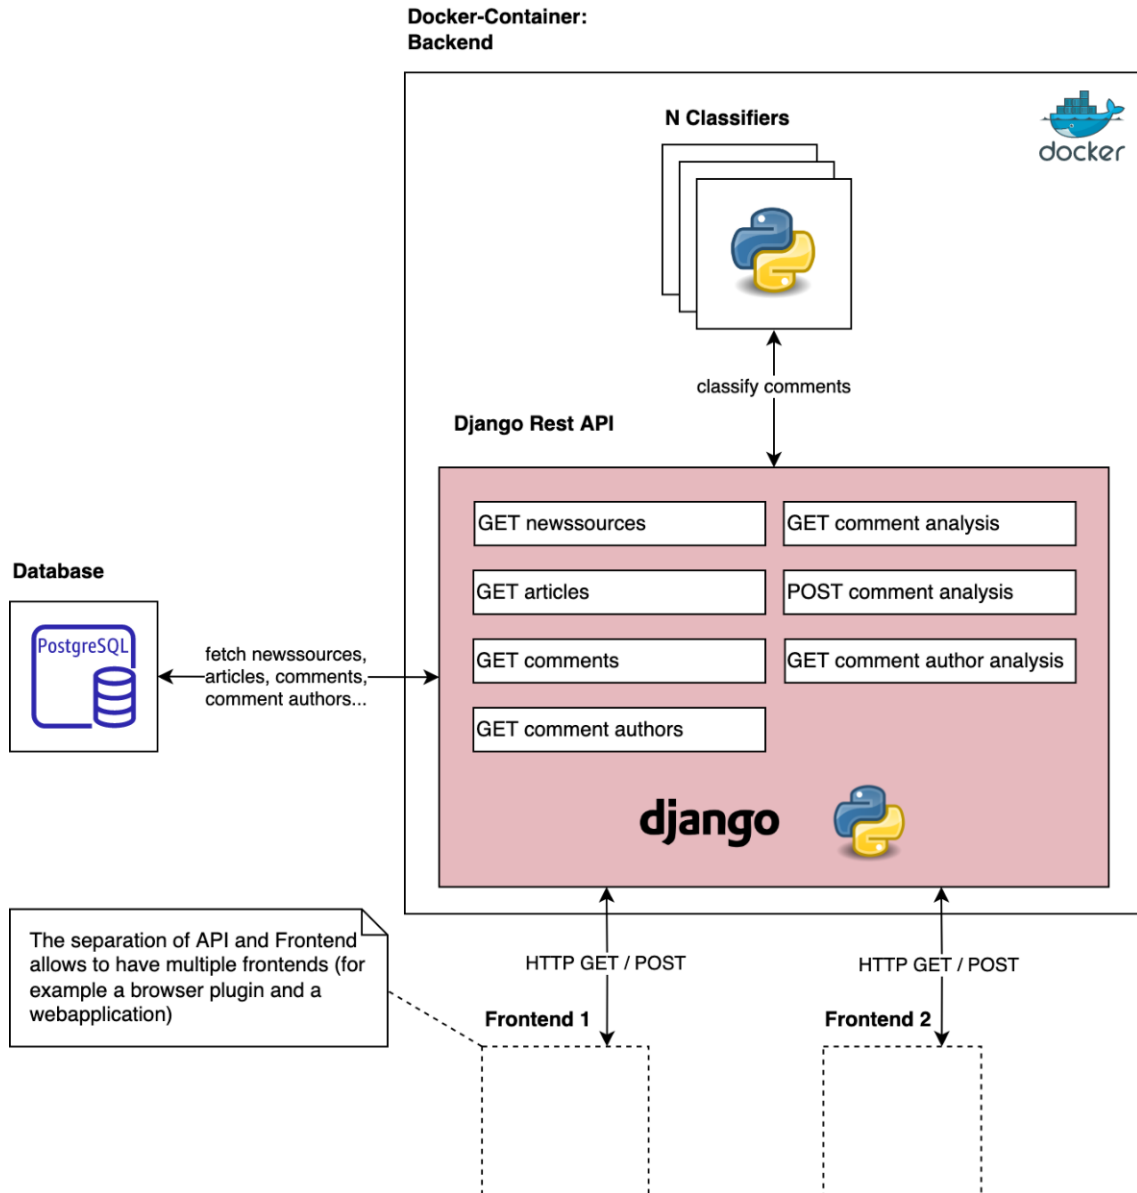 Docker-Container:
Backend
N Classifiers
docker
classify comments
Django Rest API
GET newssources
GET comment analysis
GET articles
POST comment analysis
GET comments
GET comment author analysis
GET comment authors
django
Database
PostgreSQL
fetch newssources,
articles, comments,
comment authors...
The separation of API and Frontend
allows to have multiple frontends (for
example a browser plugin and a
webapplication)
HTTP GET / POST
HTTP GET / POST
Frontend 1
Frontend 2